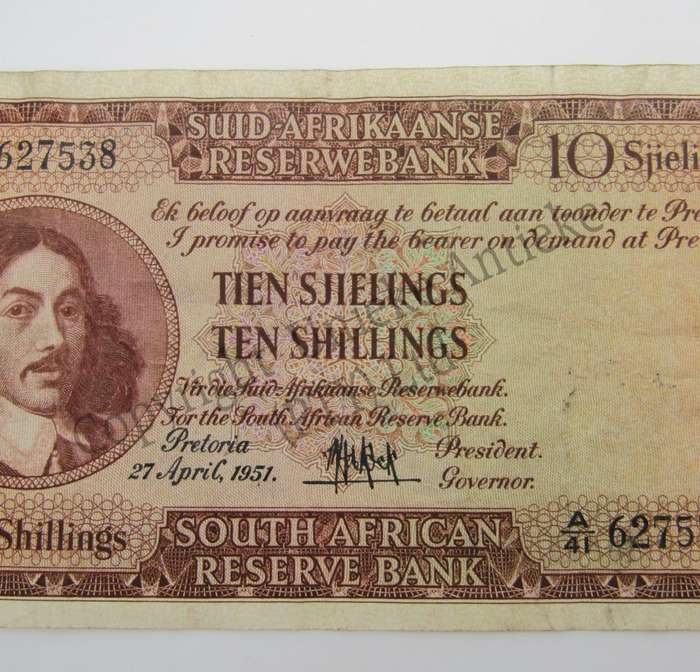 627538
SUID-AFRIKAANSE
RESERWEBANK
10 Sjieli
Ek beloof op aanvraag te betaal aan toonder te Pre
I promise to pay the bearer on demand at Pre
TIEN SJIELINGS
TEN SHILLINGS
Vir die Suid-Afrikaanse Reserwebank.
For the South African Reserve Bank.
Pretoria
27 April, 1951.
President.
Governor.
Shillings
SOUTH AFRICAN
RESERVE BANK
A/41 6275
Copyright Antieke